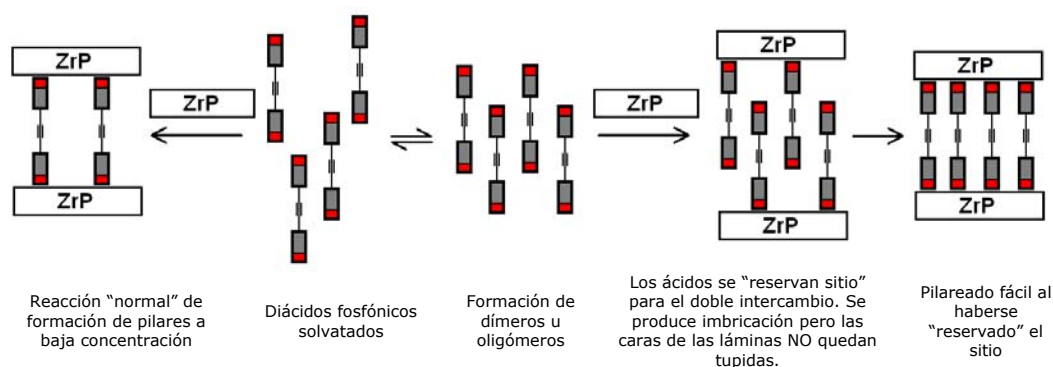 ZrP
ZrP
ZrP
ZrP
ZrP
ZrP
ZrP
ZrP
Reacción “normal” de
formación de pilares a
baja concentración
Diácidos fosfónicos
solvatados
Formación de
dímeros u
oligómeros
Los ácidos se “reservan sitio”
para el doble intercambio. Se
produce imbricación pero las
caras de las láminas NO quedan
tupidas.
Pilareado fácil al
haberse
“reservado” el
sitio